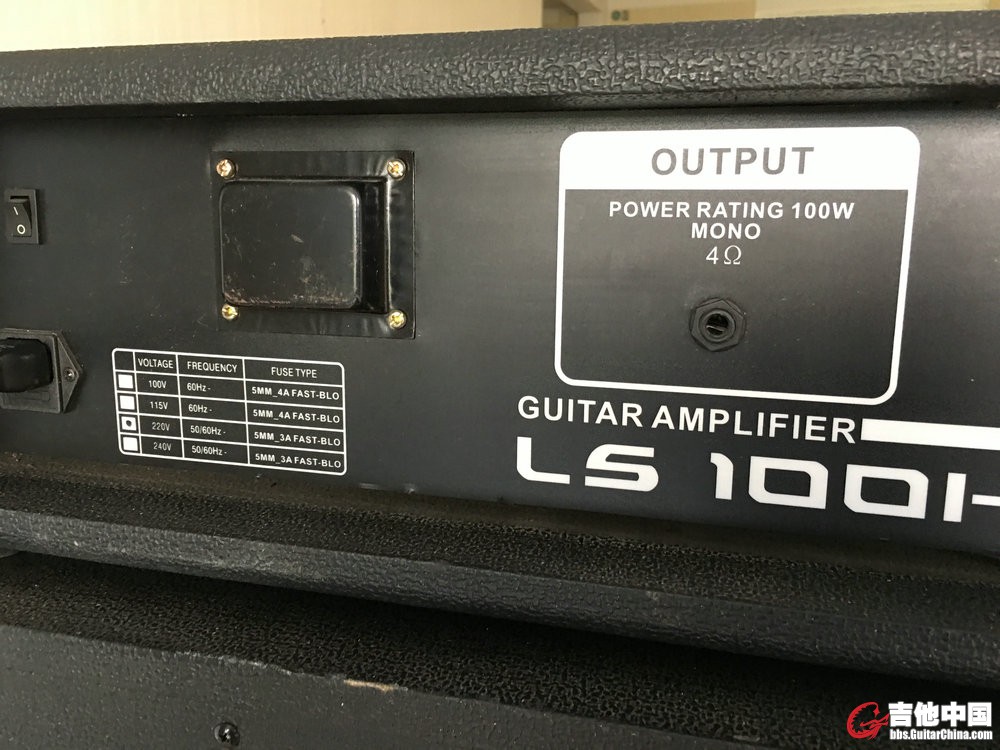 OUTPUT
POWER RATING 100W
MONO
4Ω
I
O
VOLTAGE FREQUENCY FUSE TYPE
100V 60Hz~ 5MM_4A FAST-BLO
115V 60Hz~ 5MM_4A FAST-BLO
220V 50/60Hz~ 5MM_3A FAST-BLO
240V 50/60Hz~ 5MM_3A FAST-BLO
GUITAR AMPLIFIER
LS 100H
吉他中国
bbs.GuitarChina.com